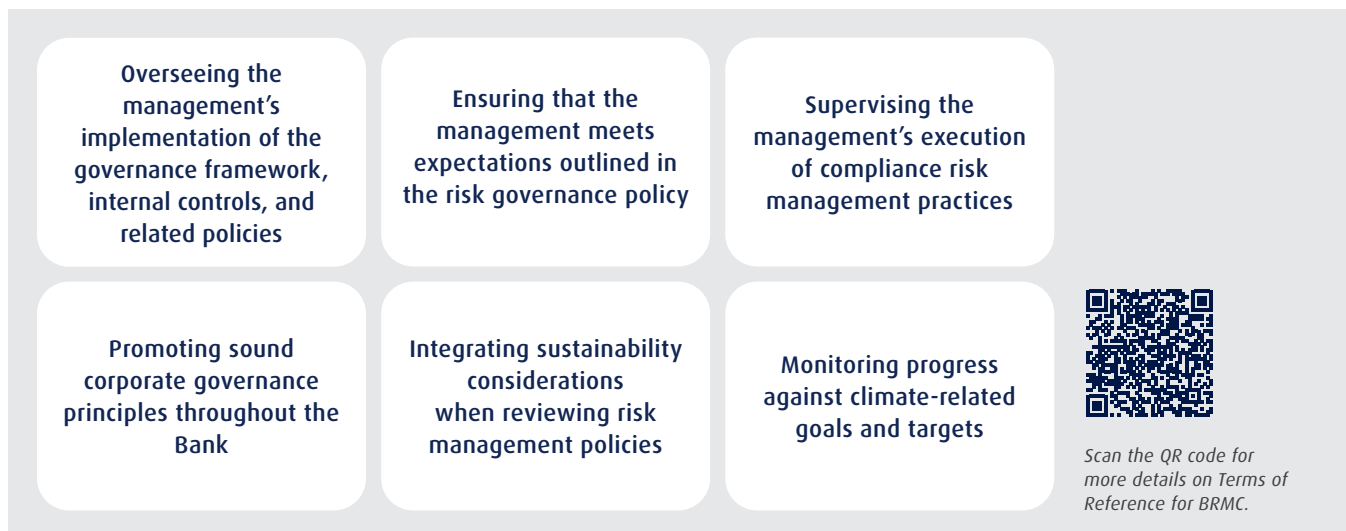 Overseeing the
management’s
implementation of the
governance framework,
internal controls, and
related policies
Ensuring that the
management meets
expectations outlined in
the risk governance policy
Supervising the
management’s execution
of compliance risk
management practices
Promoting sound
corporate governance
principles throughout the
Bank
Integrating sustainability
considerations
when reviewing risk
management policies
Monitoring progress
against climate-related
goals and targets
Scan the QR code for
more details on Terms of
Reference for BRMC.